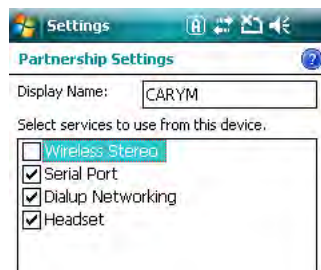 Settings
Partnership Settings
Display Name: CARYM
Select services to use from this device.
Wireless Stereo
Serial Port
Dialup Networking
Headset